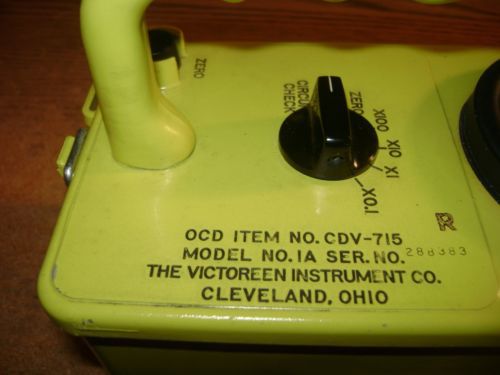 ZERO
CIRCUIT
CHECK
ZERO
X100
X10
X1
X0.1
R
OCD ITEM NO. CDV-715
MODEL NO. 1A SER. NO. 288383
THE VICTOREEN INSTRUMENT CO.
CLEVELAND, OHIO